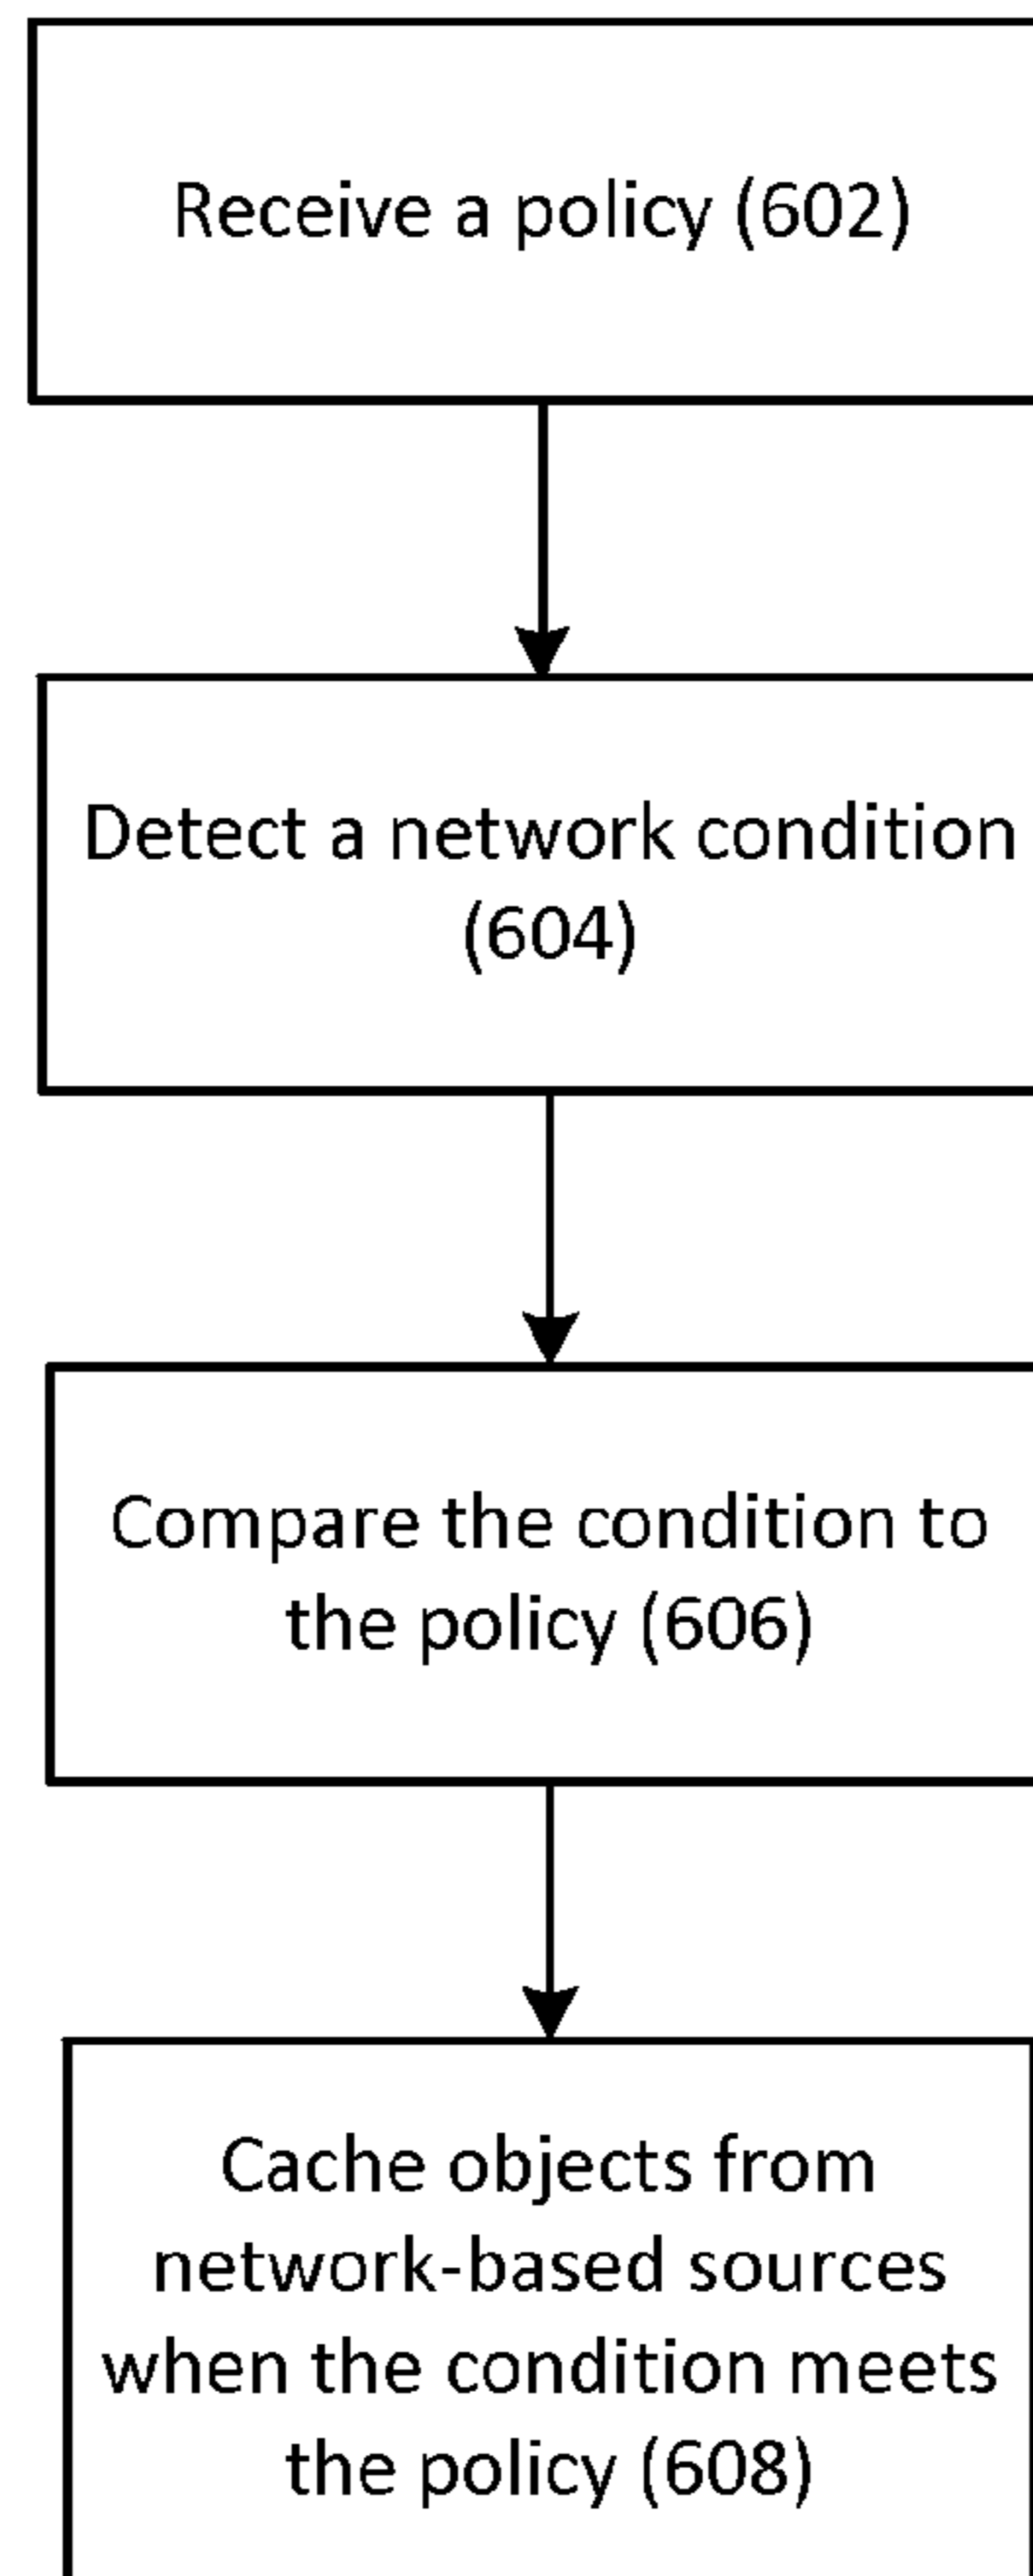 Receive a policy (602)
Detect a network condition
(604)
Compare the condition to
the policy (606)
Cache objects from
network-based sources
when the condition meets
the policy (608)